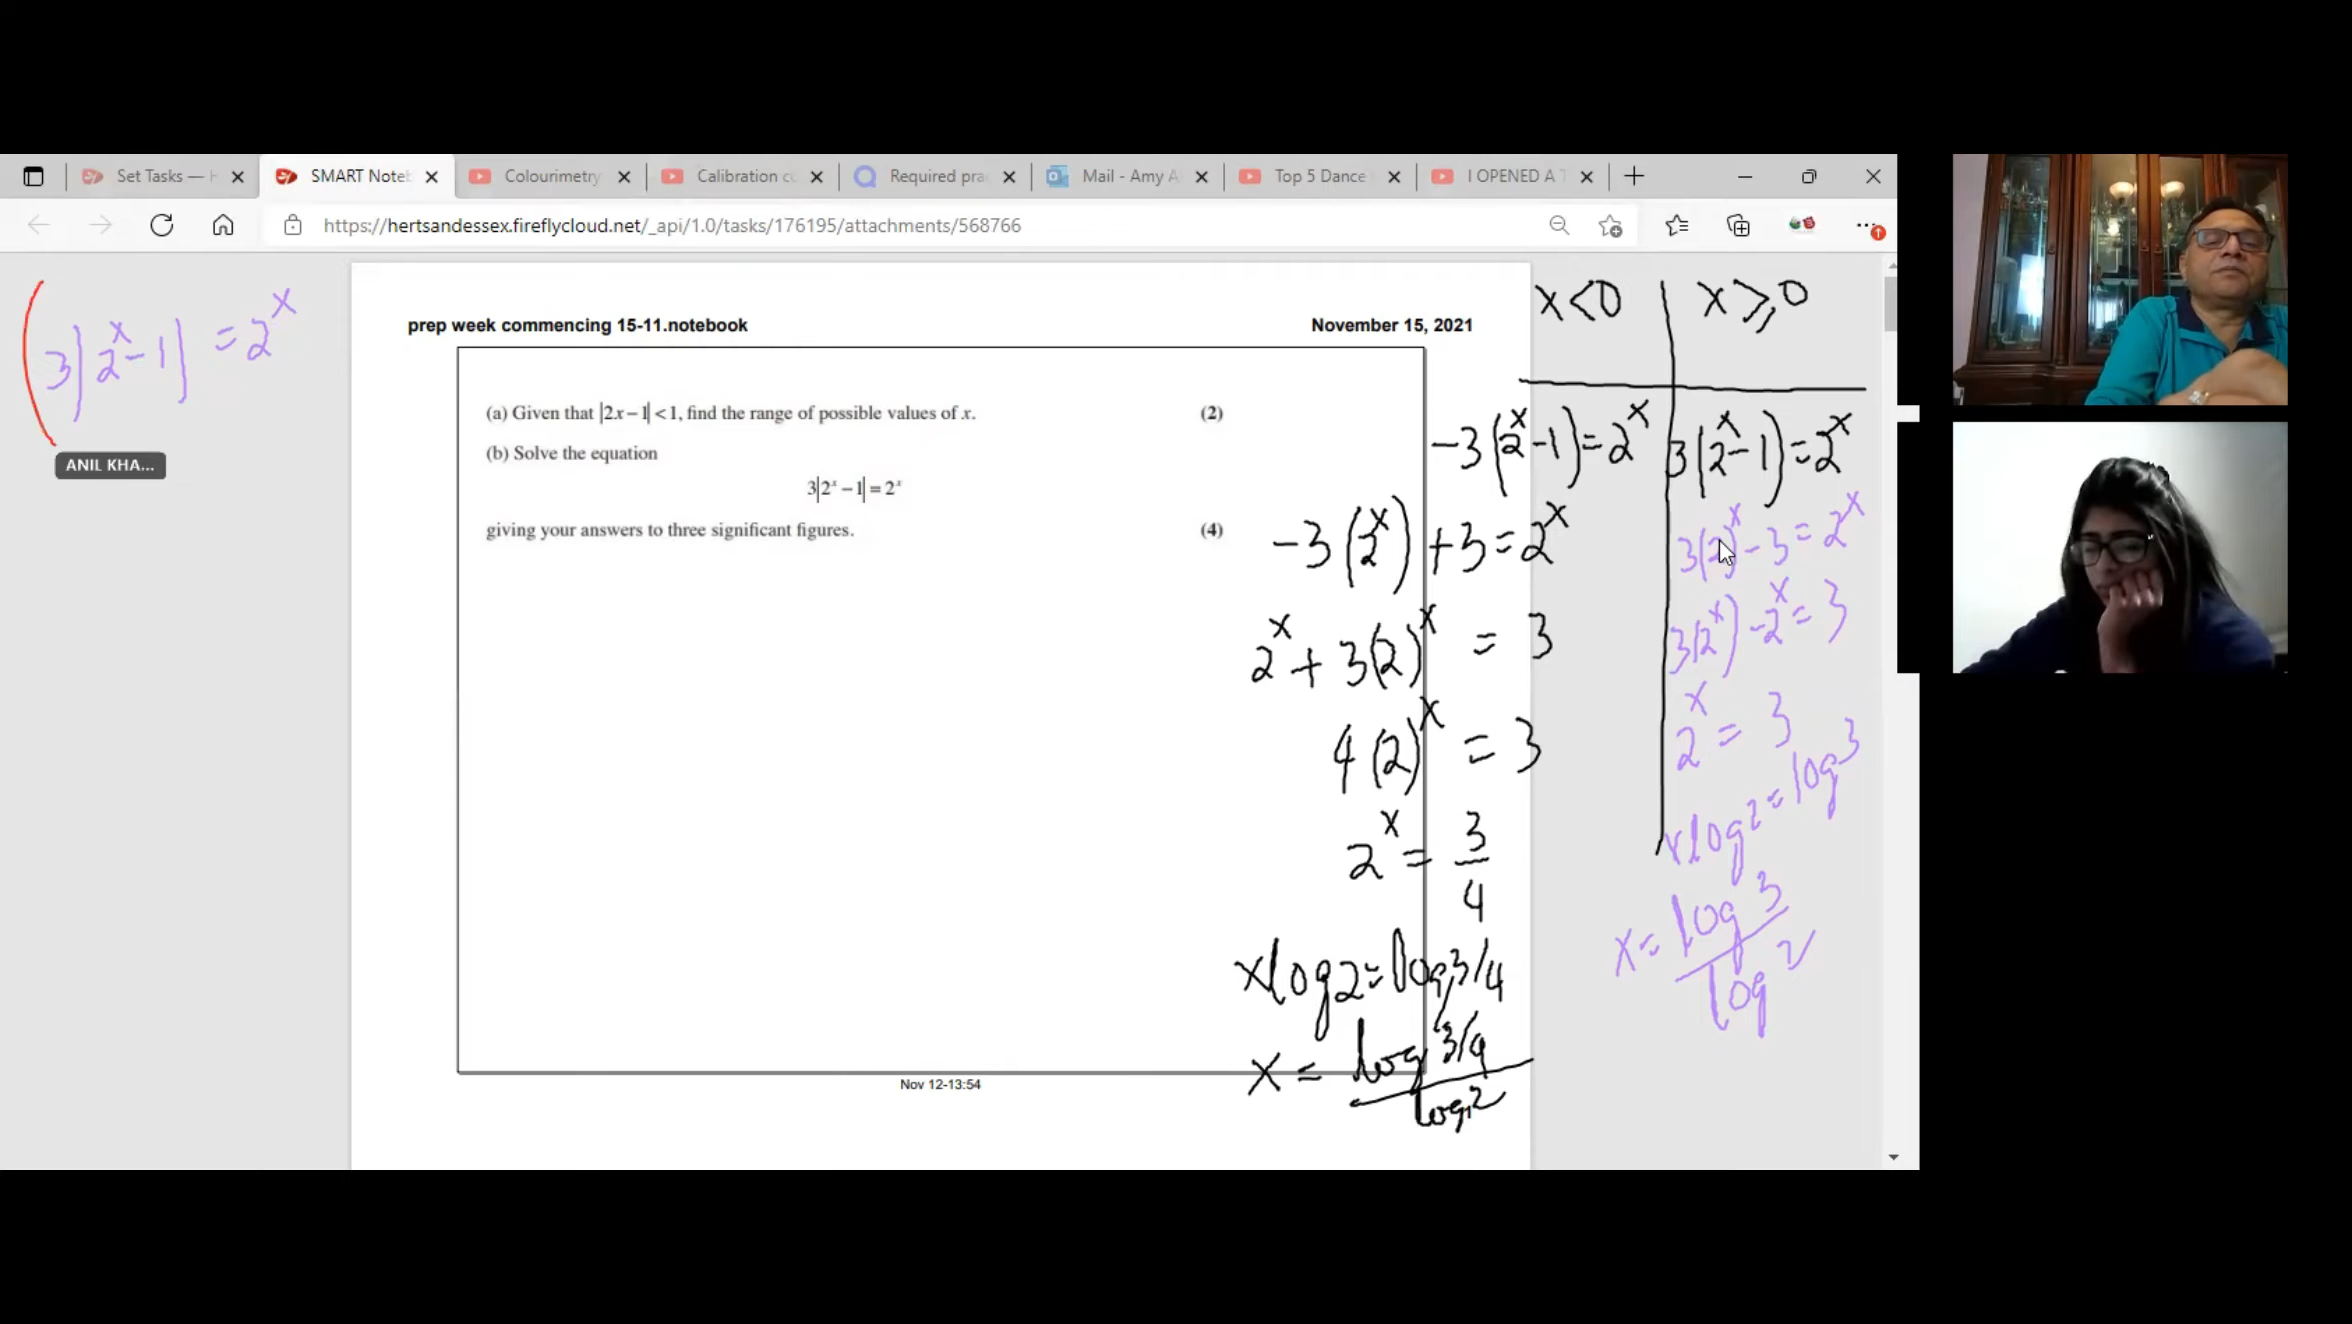 Set Tasks — H
SMART Noteb
Colourimetry
Calibration cu
Required prac
Mail - Amy A
Top 5 Dance
I OPENED A T
https://hertsandessex.fireflycloud.net/_api/1.0/tasks/176195/attachments/568766
3|2^x - 1| = 2^x
ANIL KHA...
prep week commencing 15-11.notebook
November 15, 2021
(a) Given that |2x − 1| < 1, find the range of possible values of x.
(2)
(b) Solve the equation
3|2^x − 1| = 2^x
giving your answers to three significant figures.
(4)
Nov 12-13:54
x < 0
-3(2^x - 1) = 2^x
-3(2^x) + 3 = 2^x
2^x + 3(2)^x = 3
4(2)^x = 3
2^x = 3/4
x log 2 = log 3/4
x = log 3/4 / log 2
x ⩾ 0
3(2^x - 1) = 2^x
3(2)^x - 3 = 2^x
3(2^x) - 2^x = 3
2^x = 3
x log 2 = log 3
x = log 3 / log 2